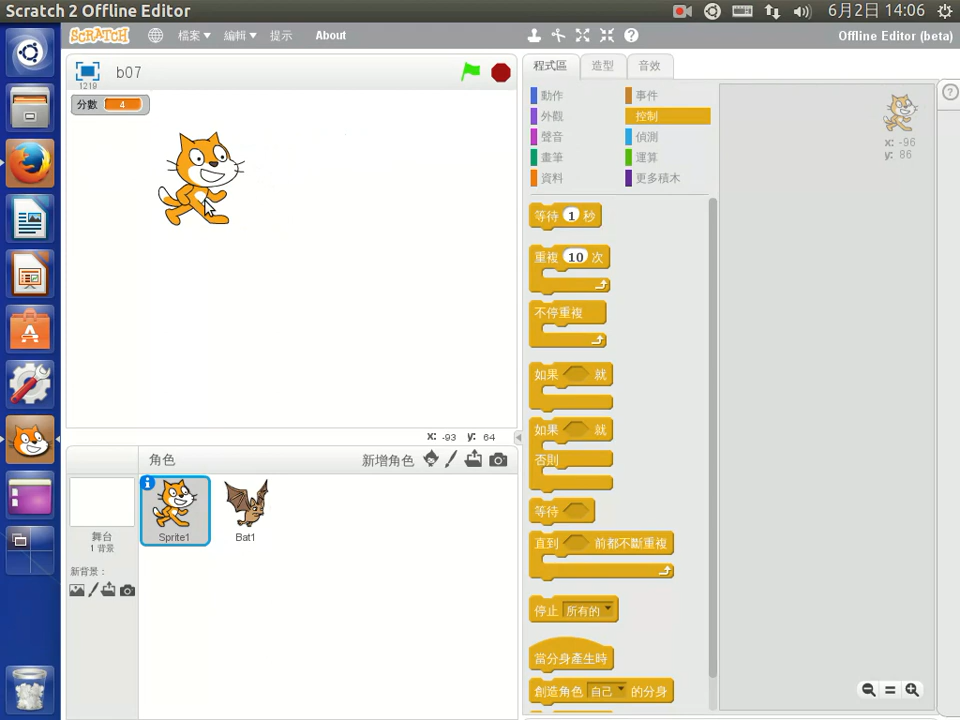 Scratch 2 Offline Editor
6月2日 14:06
SCRATCH
檔案
編輯
提示
About
Offline Editor (beta)
1219
b07
分數 4
x: -93 y: 64
角色
新增角色
舞台
1 背景
新背景：
Sprite1
Bat1
程式區
造型
音效
動作
外觀
聲音
畫筆
資料
事件
控制
偵測
運算
更多積木
等待 1 秒
重複 10 次
不停重複
如果 就
如果 就
否則
等待
直到 前都不斷重複
停止 所有的
當分身產生時
創造角色 自己 的分身
x: -96
y: 86